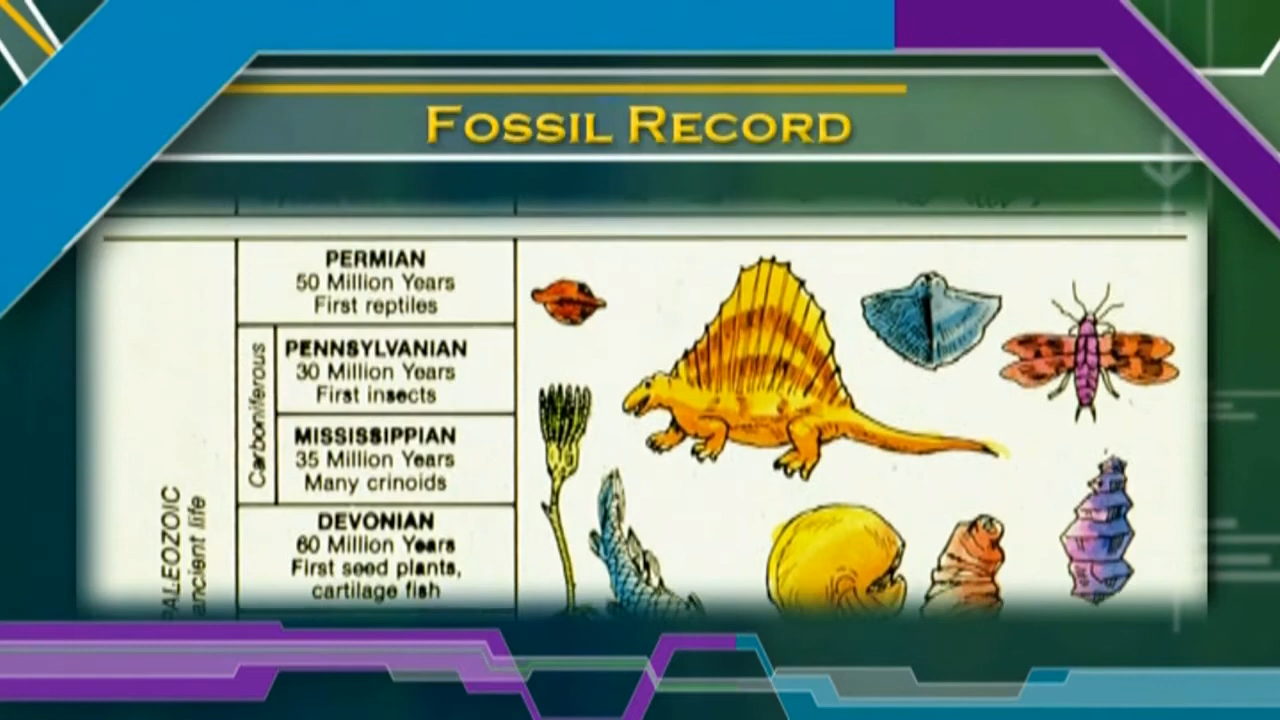 FOSSIL RECORD
PERMIAN
50 Million Years
First reptiles
Carboniferous
PENNSYLVANIAN
30 Million Years
First insects
MISSISSIPPIAN
35 Million Years
Many crinoids
DEVONIAN
60 Million Years
First seed plants,
cartilage fish
ALEOZOIC
ancient life